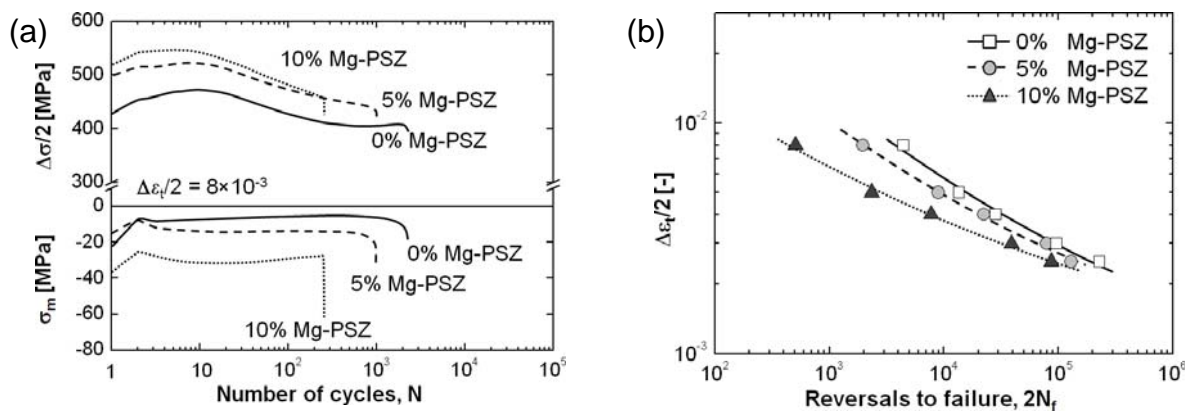 (a)
600
500
400
300
0
-20
-40
-60
-80
Δσ/2 [MPa]
σm [MPa]
10% Mg-PSZ
5% Mg-PSZ
0% Mg-PSZ
Δεt/2 = 8×10-3
0% Mg-PSZ
5% Mg-PSZ
10% Mg-PSZ
1 10 10² 10³ 10⁴ 10⁵
Number of cycles, N
(b)
0% Mg-PSZ
5% Mg-PSZ
10% Mg-PSZ
10⁻²
10⁻³
Δεt/2 [-]
10² 10³ 10⁴ 10⁵ 10⁶
Reversals to failure, 2Nf